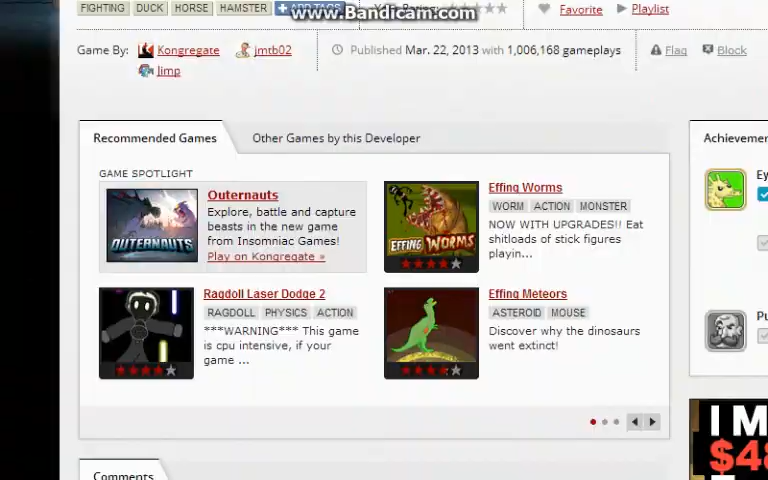 FIGHTING DUCK HORSE HAMSTER + ADD TAGS
www.Bandicam.com
Favorite Playlist
Game By: Kongregate jmtb02
Jimp
Published Mar. 22, 2013 with 1,006,168 gameplays
Flag Block
Recommended Games
Other Games by this Developer
GAME SPOTLIGHT
OUTERNAUTS
Outernauts
Explore, battle and capture
beasts in the new game
from Insomniac Games!
Play on Kongregate »
EFFING WORMS
Effing Worms
WORM ACTION MONSTER
NOW WITH UPGRADES!! Eat
shitloads of stick figures
playin...
Ragdoll Laser Dodge 2
RAGDOLL PHYSICS ACTION
***WARNING*** This game
is cpu intensive, if your
game ...
Effing Meteors
ASTEROID MOUSE
Discover why the dinosaurs
went extinct!
Comments
Achievemen
Ey
Pu
I M